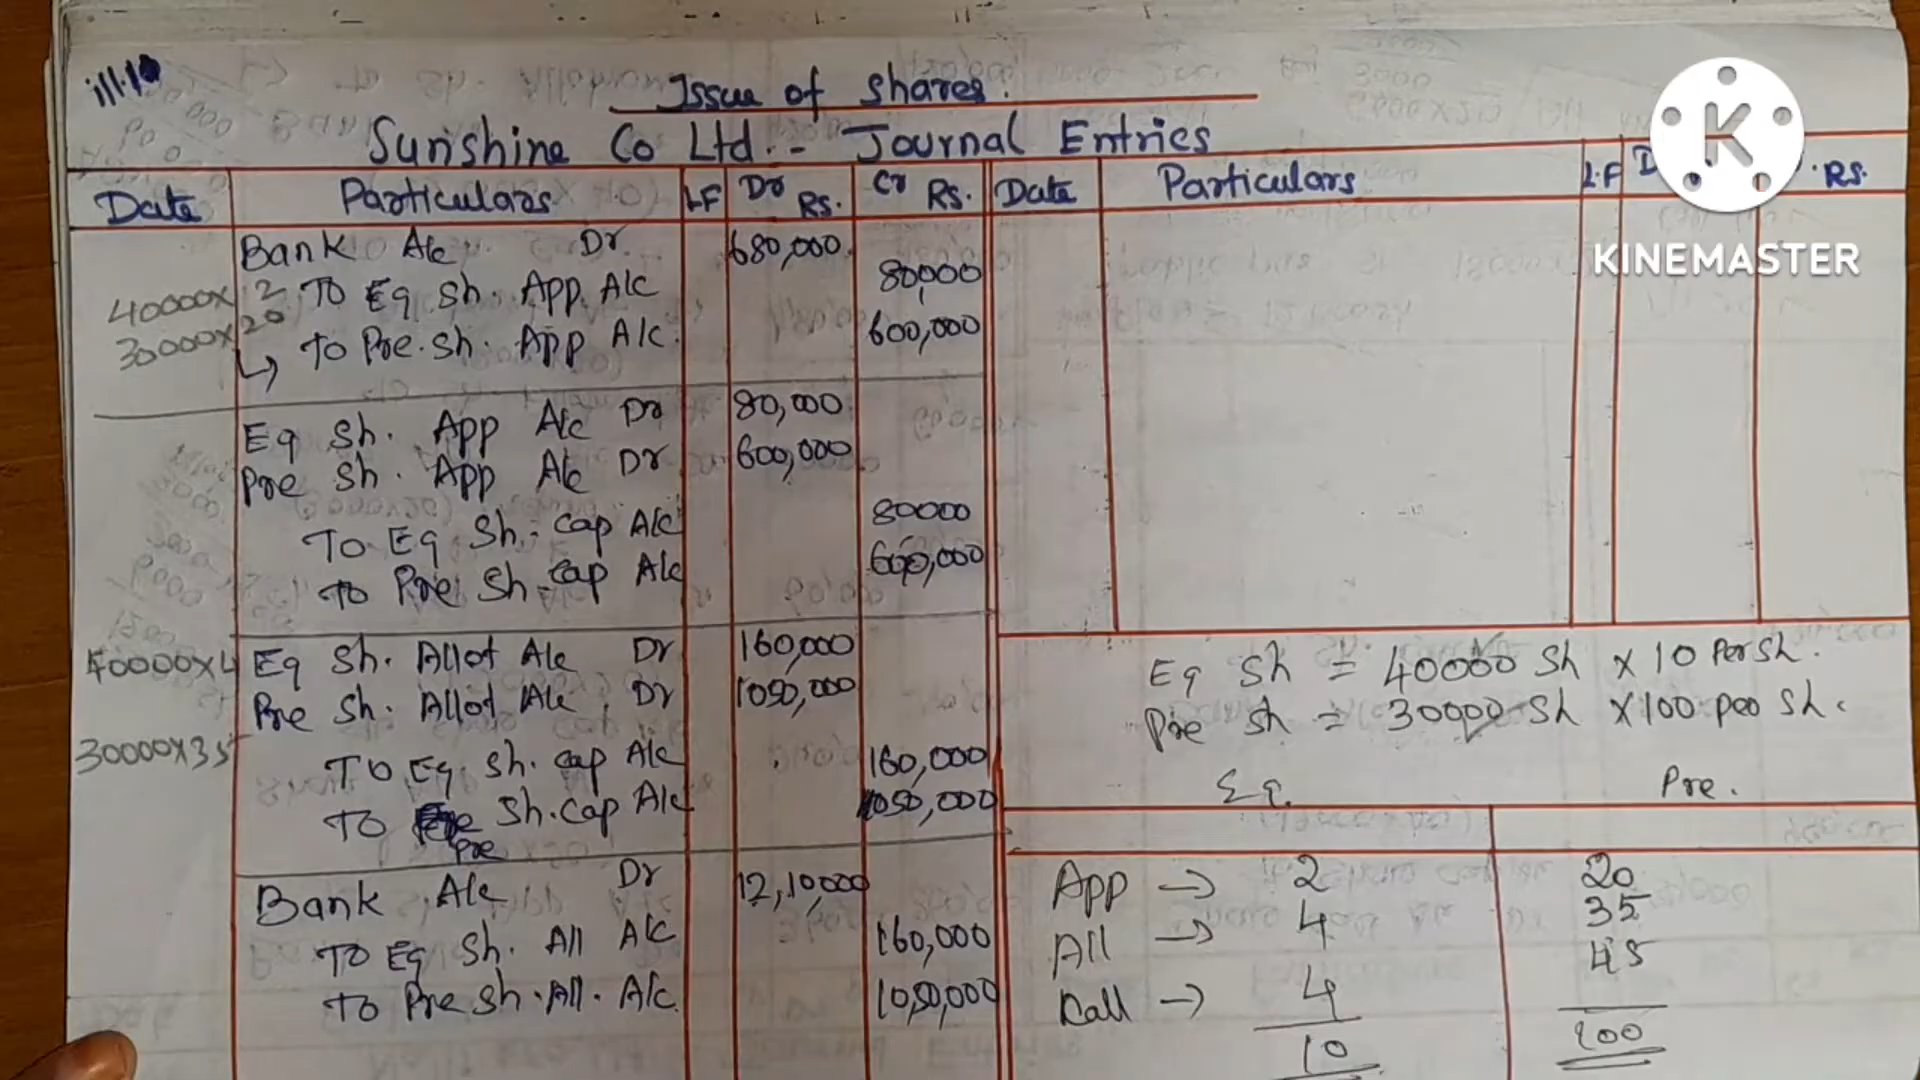 ill.10
Issue of shares.
Sunshine Co Ltd. - Journal Entries
Date Particulars L.F Dr Rs. Cr Rs.
Bank A/c Dr. 680,000
40000x2 To Eq Sh. App A/c 80,000
30000x20 To Pre.sh. App A/c. 600,000
Eq Sh. App A/c Dr 80,000
Pre Sh. App A/c Dr 600,000
To Eq Sh. cap A/c 80000
To Pre Sh. cap A/c 600,000
40000x4 Eq Sh. Allot A/c Dr 160,000
Pre Sh. Allot A/c Dr 1050,000
30000x35
To Eq Sh. cap A/c 160,000
To Pre Sh. cap A/c 1050,000
Bank A/c Dr 12,10,000
To Eq Sh. All A/c 160,000
To Pre Sh. All. A/c 1050,000
Date Particulars L.F D Rs.
Eq Sh = 40000 Sh x 10 Per Sh.
Pre Sh = 30000 Sh x 100 per Sh.
Eq. Pre.
App → 2 20
All → 4 35
Call → 4 45
10 100
K
KINEMASTER